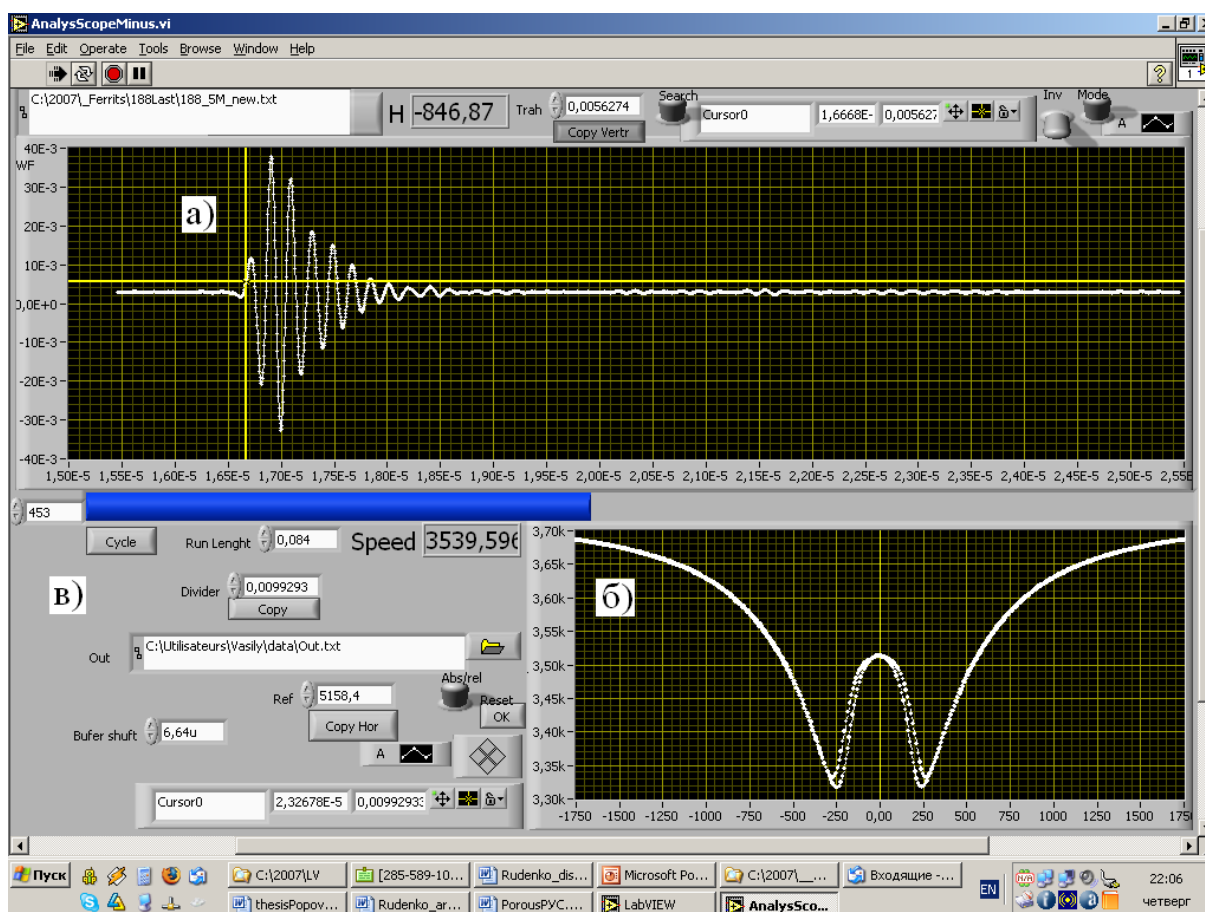 AnalysScopeMinus.vi
File Edit Operate Tools Browse Window Help
C:\2007\_Ferrits\188Last\188_5M_new.txt
H -846,87
Trah 0,0056274
Copy Vertr
Search
Cursor0 1,6668E- 0,005627
Inv Mode
A
1
40E-3
WF
30E-3
20E-3
10E-3
0,0E+0
-10E-3
-20E-3
-30E-3
-40E-3
а)
1,50E-5 1,55E-5 1,60E-5 1,65E-5 1,70E-5 1,75E-5 1,80E-5 1,85E-5 1,90E-5 1,95E-5 2,00E-5 2,05E-5 2,10E-5 2,15E-5 2,20E-5 2,25E-5 2,30E-5 2,35E-5 2,40E-5 2,45E-5 2,50E-5 2,55E
453
Cycle
Run Lenght 0,084
Speed 3539,596
в)
Divider 0,0099293
Copy
Out C:\Utilisateurs\Vasily\data\Out.txt
Ref 5158,4
Abs/rel
Reset
OK
Copy Hor
Bufer shuft 6,64u
A
Cursor0 2,32678E-5 0,00992933
3,70k
3,65k
3,60k
3,55k
3,50k
3,45k
3,40k
3,35k
3,30k
б)
-1750 -1500 -1250 -1000 -750 -500 -250 0,00 250 500 750 1000 1250 1500 175
Пуск
C:\2007\LV
[285-589-10...
Rudenko_dis...
Microsoft Po...
C:\2007\__...
Входящие -...
EN
22:06
thesisPopov...
Rudenko_ar...
PorousРУС....
LabVIEW
AnalysSco...
четверг